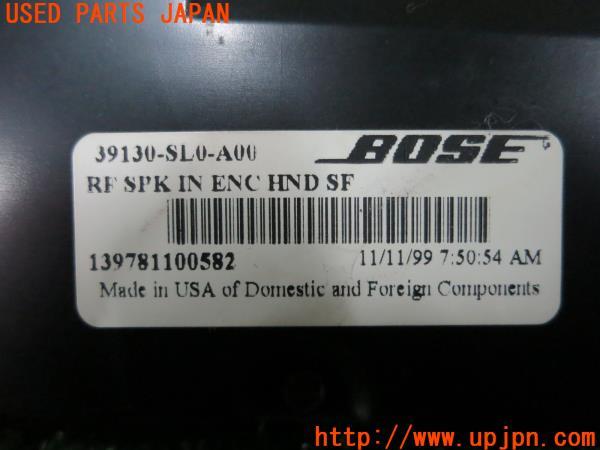 USED PARTS JAPAN
39130-SL0-A00
BOSE
RF SPK IN ENC HND SF
139781100582
11/11/99 7:50:54 AM
Made in USA of Domestic and Foreign Components
www.upjpn.com